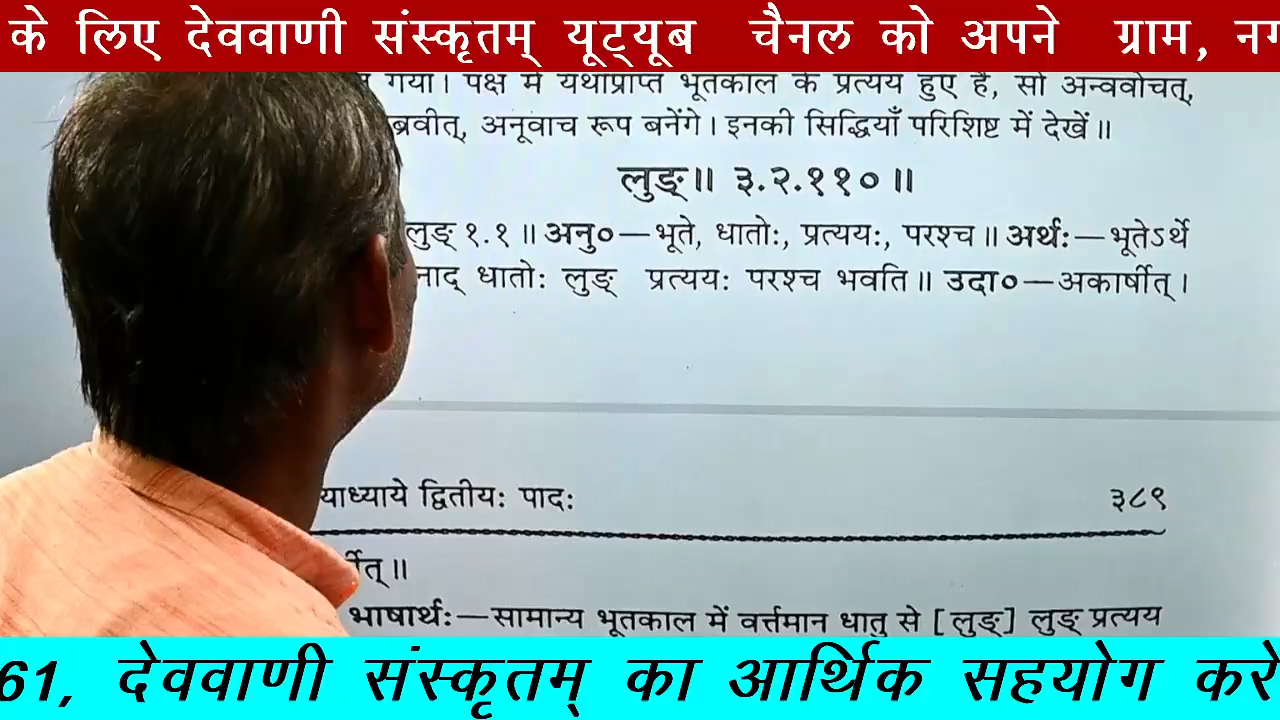 के लिए देववाणी संस्कृतम् यूट्यूब चैनल को अपने ग्राम,
गया। पक्ष में यथाप्राप्त भूतकाल के प्रत्यय हुए हैं, सो अन्ववोचत्,
ब्रवीत्, अनूवाच रूप बनेंगे। इनकी सिद्धियाँ परिशिष्ट में देखें॥
लुङ्॥ ३.२.११०॥
लुङ् १.१॥ अनु०—भूते, धातोः, प्रत्ययः, परश्च॥ अर्थः—भूतेऽर्थे
नाद् धातोः लुङ् प्रत्ययः परश्च भवति॥ उदा०—अकार्षीत्।
याध्याये द्वितीयः पादः ३८९
र्षीत्॥
भाषार्थः—सामान्य भूतकाल में वर्त्तमान धातु से [लुङ्] लुङ् प्रत्यय
61, देववाणी संस्कृतम् का आर्थिक सहयोग करे